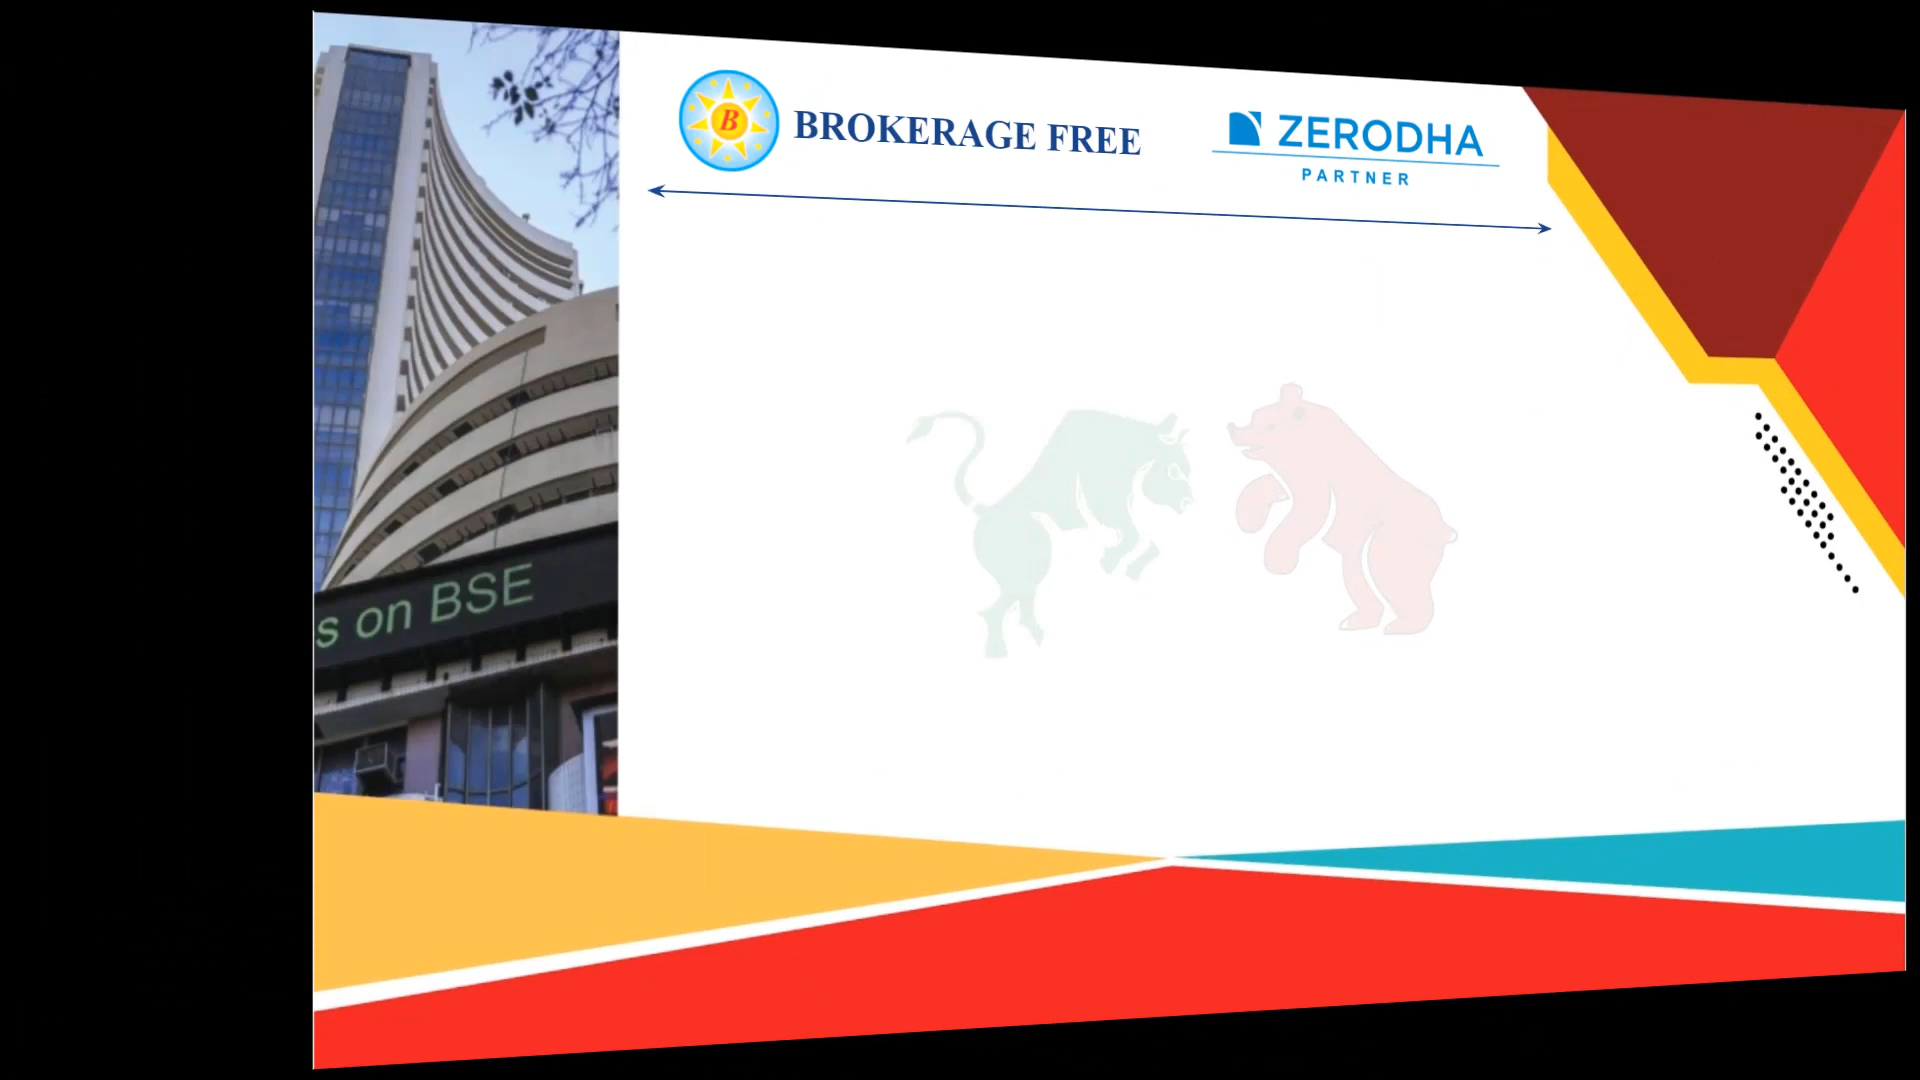 B
BROKERAGE FREE
ZERODHA
PARTNER
s on BSE